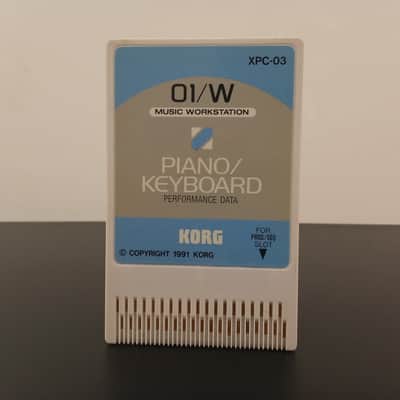 XPC-03
01/W
MUSIC WORKSTATION
PIANO/
KEYBOARD
PERFORMANCE DATA
KORG
FOR
PROG/SEQ
SLOT
© COPYRIGHT 1991 KORG